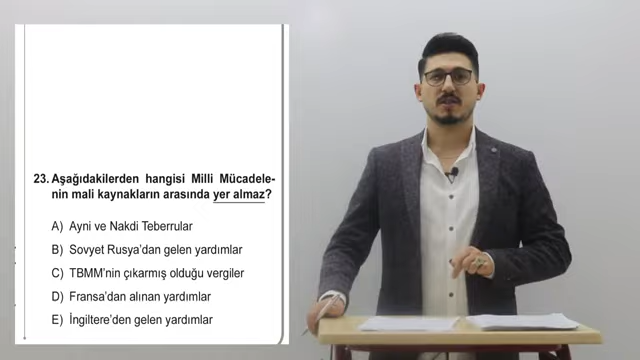 23. Aşağıdakilerden hangisi Milli Mücadele-
nin mali kaynakların arasında yer almaz?
A) Ayni ve Nakdi Teberrular
B) Sovyet Rusya’dan gelen yardımlar
C) TBMM’nin çıkarmış olduğu vergiler
D) Fransa’dan alınan yardımlar
E) İngiltere’den gelen yardımlar